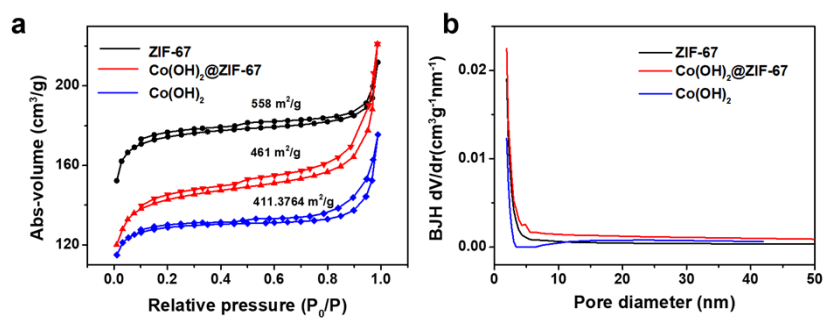 a
ZIF-67
Co(OH)₂@ZIF-67
Co(OH)₂
558 m²/g
461 m²/g
411.3764 m²/g
220
180
140
120
0.0 0.2 0.4 0.6 0.8 1.0
Abs-volume (cm³/g)
Relative pressure (P₀/P)
b
ZIF-67
Co(OH)₂@ZIF-67
Co(OH)₂
0.02
0.01
0.00
0 10 20 30 40 50
BJH dV/dr(cm³g⁻¹nm⁻¹)
Pore diameter (nm)